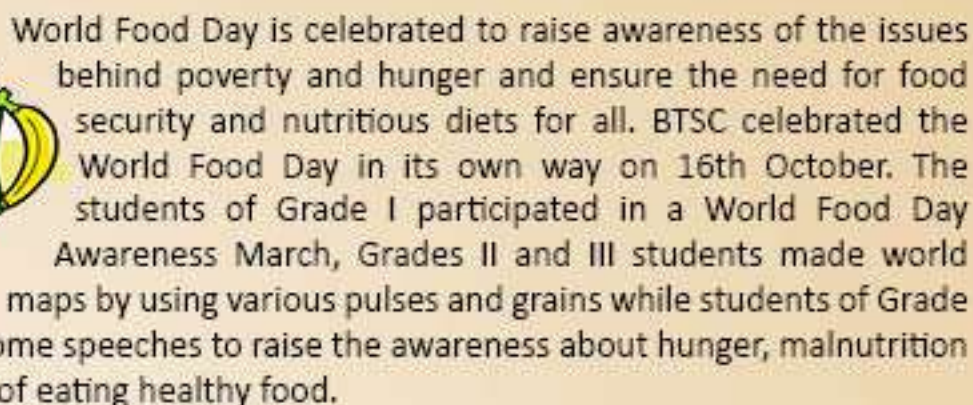 World Food Day is celebrated to raise awareness of the issues
behind poverty and hunger and ensure the need for food
security and nutritious diets for all. BTSC celebrated the
World Food Day in its own way on 16th October. The
students of Grade I participated in a World Food Day
Awareness March, Grades II and III students made world
maps by using various pulses and grains while students of Grade
speeches to raise the awareness about hunger, malnutrition
of eating healthy food.